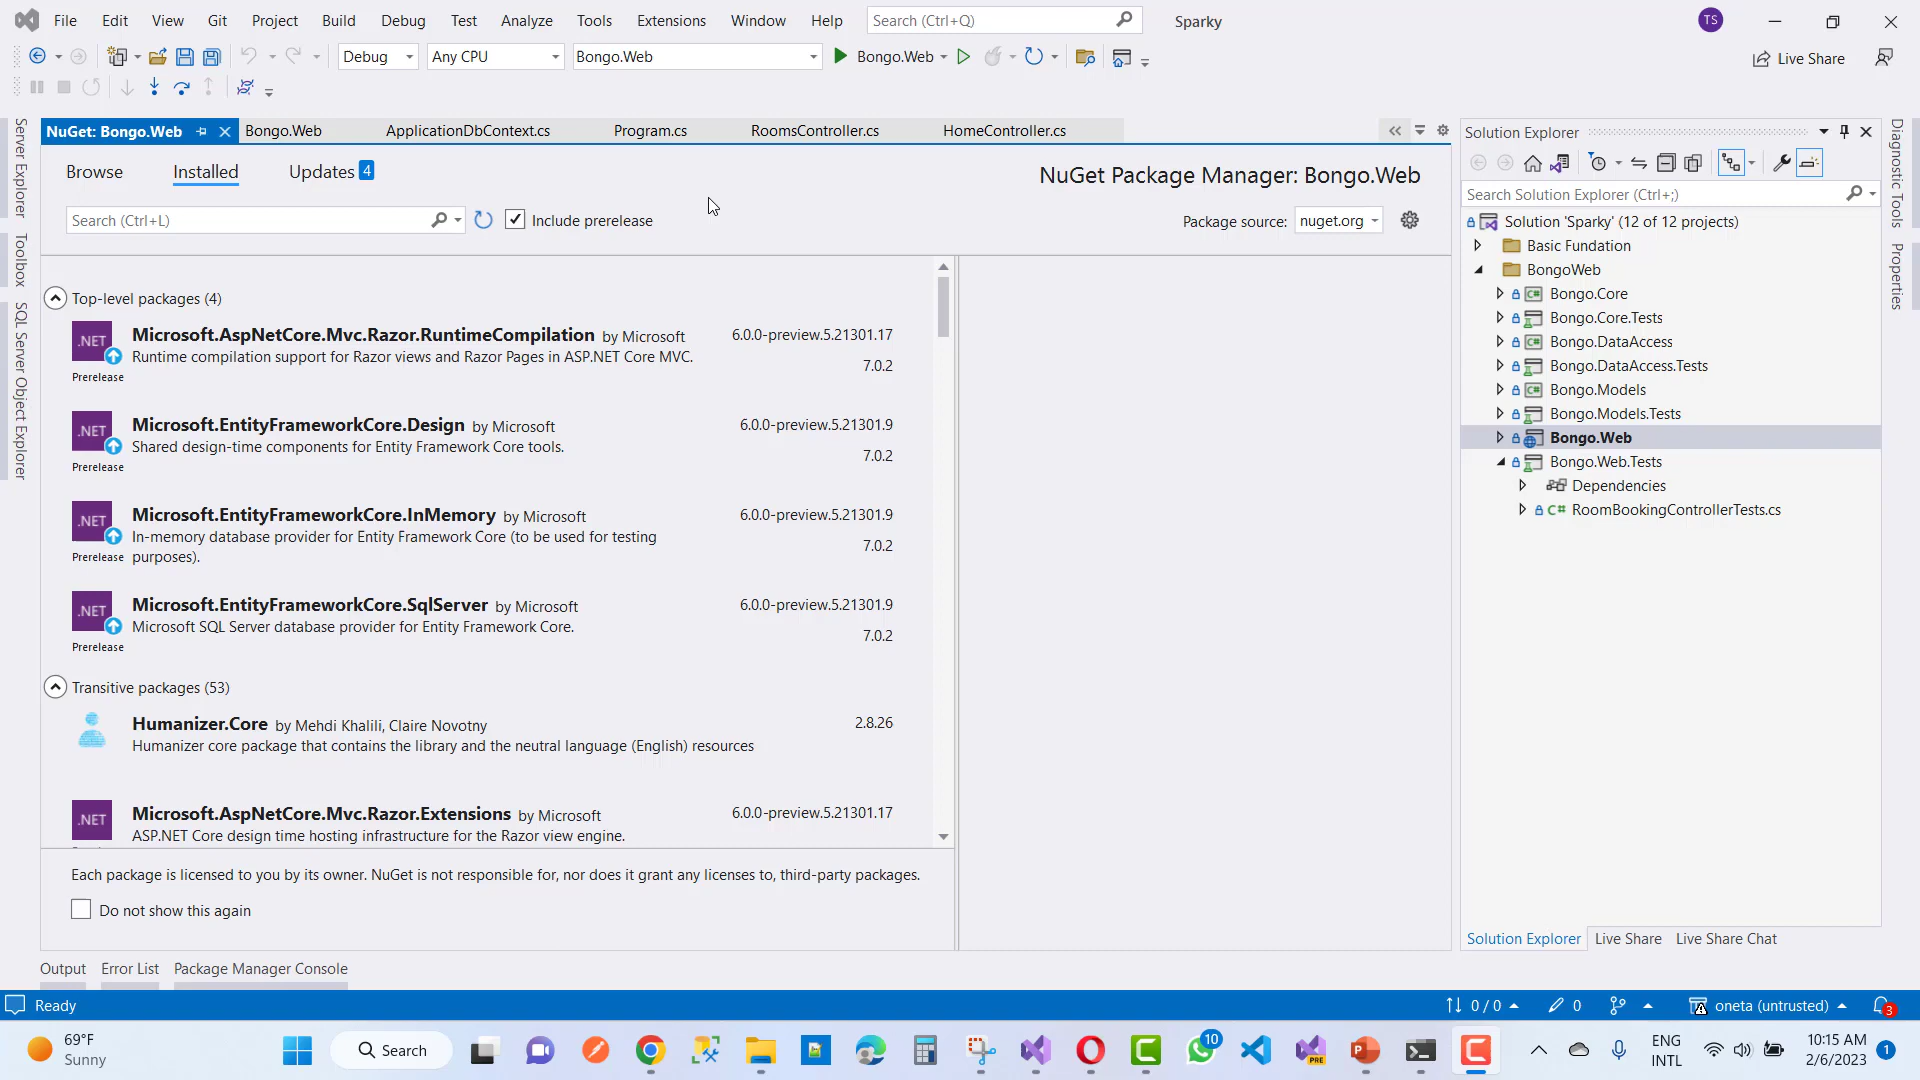 File Edit View Git Project Build Debug Test Analyze Tools Extensions Window Help Search (Ctrl+Q) Sparky TS
Debug Any CPU Bongo.Web Bongo.Web Live Share
NuGet: Bongo.Web Bongo.Web ApplicationDbContext.cs Program.cs RoomsController.cs HomeController.cs
Browse Installed Updates 4
NuGet Package Manager: Bongo.Web
Search (Ctrl+L) Include prerelease Package source: nuget.org
Top-level packages (4)
Microsoft.AspNetCore.Mvc.Razor.RuntimeCompilation by Microsoft 6.0.0-preview.5.21301.17
Runtime compilation support for Razor views and Razor Pages in ASP.NET Core MVC. 7.0.2
.NET
Prerelease
Microsoft.EntityFrameworkCore.Design by Microsoft 6.0.0-preview.5.21301.9
Shared design-time components for Entity Framework Core tools. 7.0.2
.NET
Prerelease
Microsoft.EntityFrameworkCore.InMemory by Microsoft 6.0.0-preview.5.21301.9
In-memory database provider for Entity Framework Core (to be used for testing
purposes). 7.0.2
.NET
Prerelease
Microsoft.EntityFrameworkCore.SqlServer by Microsoft 6.0.0-preview.5.21301.9
Microsoft SQL Server database provider for Entity Framework Core. 7.0.2
.NET
Prerelease
Transitive packages (53)
Humanizer.Core by Mehdi Khalili, Claire Novotny 2.8.26
Humanizer core package that contains the library and the neutral language (English) resources
Microsoft.AspNetCore.Mvc.Razor.Extensions by Microsoft 6.0.0-preview.5.21301.17
.NET
ASP.NET Core design time hosting infrastructure for the Razor view engine.
Each package is licensed to you by its owner. NuGet is not responsible for, nor does it grant any licenses to, third-party packages.
Do not show this again
Server Explorer
Toolbox
SQL Server Object Explorer
Solution Explorer
Search Solution Explorer (Ctrl+;)
Solution 'Sparky' (12 of 12 projects)
Basic Fundation
BongoWeb
Bongo.Core
Bongo.Core.Tests
Bongo.DataAccess
Bongo.DataAccess.Tests
Bongo.Models
Bongo.Models.Tests
Bongo.Web
Bongo.Web.Tests
Dependencies
RoomBookingControllerTests.cs
Solution Explorer Live Share Live Share Chat
Diagnostic Tools
Properties
Output Error List Package Manager Console
Ready 0 / 0 0 oneta (untrusted) 3
69°F
Sunny
Search
10
PRE
ENG
INTL
10:15 AM
2/6/2023
1